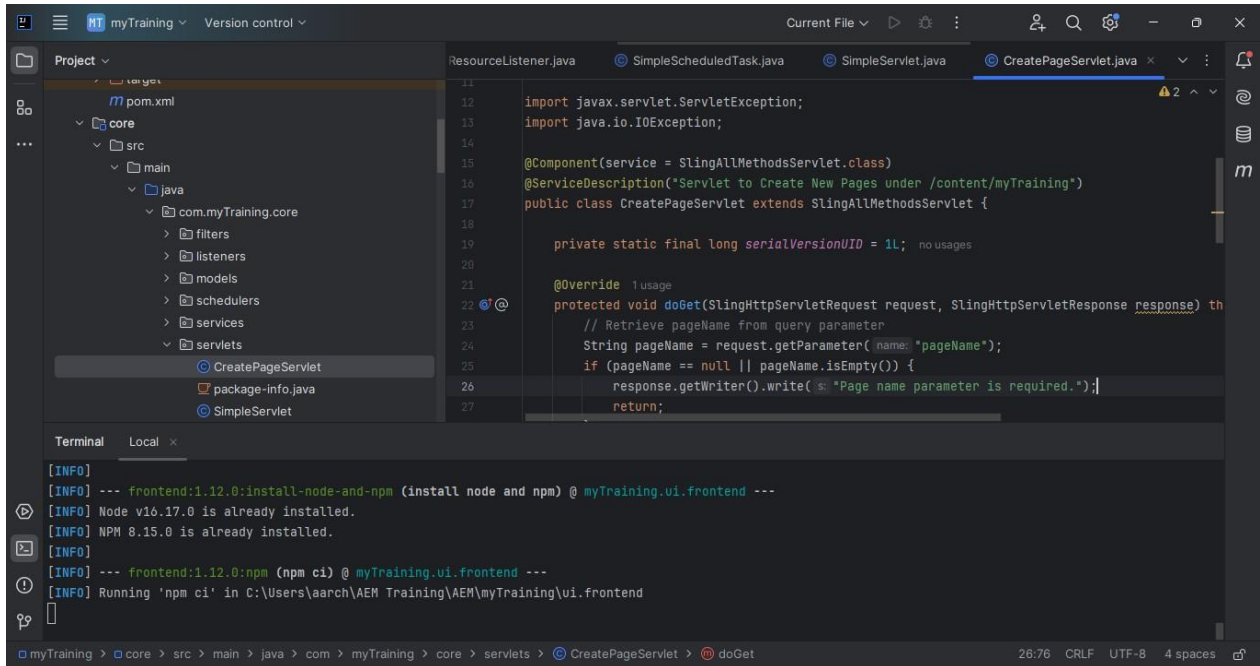 MT myTraining Version control Current File
Project
ResourceListener.java SimpleScheduledTask.java SimpleServlet.java CreatePageServlet.java
target
pom.xml
core
src
main
java
com.myTraining.core
filters
listeners
models
schedulers
services
servlets
CreatePageServlet
package-info.java
SimpleServlet
2
11
12 import javax.servlet.ServletException;
13 import java.io.IOException;
14
15 @Component(service = SlingAllMethodsServlet.class)
16 @ServiceDescription("Servlet to Create New Pages under /content/myTraining")
17 public class CreatePageServlet extends SlingAllMethodsServlet {
18
19 private static final long serialVersionUID = 1L; no usages
20
21 @Override 1 usage
22 protected void doGet(SlingHttpServletRequest request, SlingHttpServletResponse response) th
23 // Retrieve pageName from query parameter
24 String pageName = request.getParameter( name: "pageName");
25 if (pageName == null || pageName.isEmpty()) {
26 response.getWriter().write( s: "Page name parameter is required.");
27 return;
Terminal Local
[INFO]
[INFO] --- frontend:1.12.0:install-node-and-npm (install node and npm) @ myTraining.ui.frontend ---
[INFO] Node v16.17.0 is already installed.
[INFO] NPM 8.15.0 is already installed.
[INFO]
[INFO] --- frontend:1.12.0:npm (npm ci) @ myTraining.ui.frontend ---
[INFO] Running 'npm ci' in C:\Users\aarch\AEM Training\AEM\myTraining\ui.frontend
myTraining > core > src > main > java > com > myTraining > core > servlets > CreatePageServlet > doGet 26:76 CRLF UTF-8 4 spaces